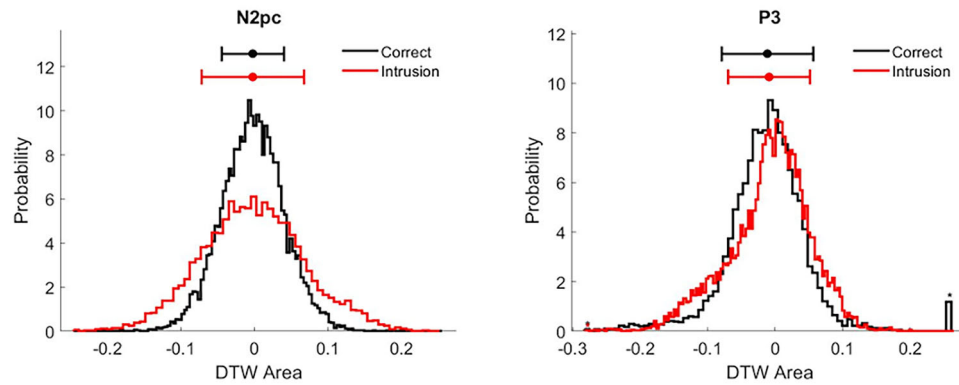 N2pc
Correct
Intrusion
12
10
8
6
4
2
0
Probability
-0.2
-0.1
0
0.1
0.2
DTW Area
P3
Correct
Intrusion
12
10
8
6
4
2
0
Probability
*
*
-0.3
-0.2
-0.1
0
0.1
0.2
DTW Area